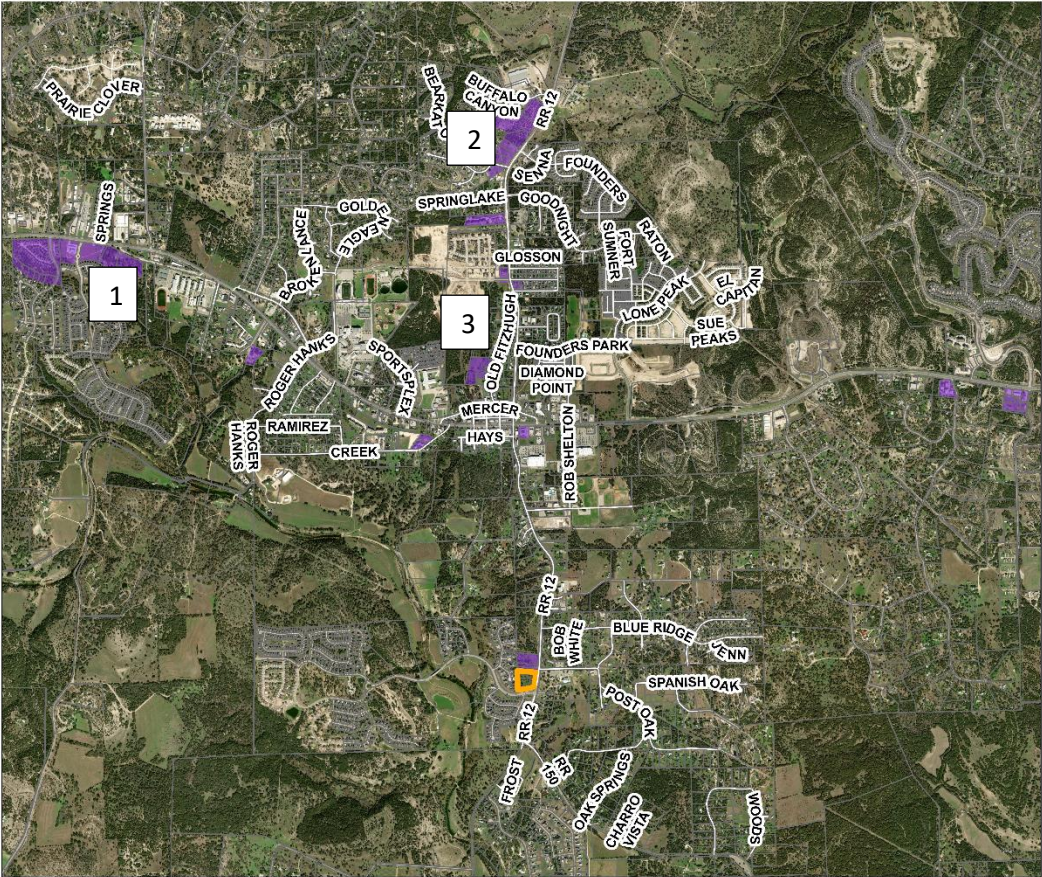 PRAIRIE CLOVER
BUFFALO
CANYON
RR 12
2
SENNA
FOUNDERS
SPRINGS
SPRINGLAKE
GOODNIGHT
GOLDEN
EAGLE
BROKEN LANCE
RATON
FORT
SUMNER
GLOSSON
EL
CAPITAN
LONE PEAK
1
3
OLD FITZHUGH
SUE
PEAKS
FOUNDERS PARK
ROGER HANKS
SPORTSPLEX
DIAMOND
POINT
MERCER
HAYS
ROB SHELTON
RAMIREZ
ROGER
HANKS
CREEK
RR 12
BOB
WHITE
BLUE RIDGE
JENN
SPANISH OAK
POST OAK
RR 12
RR
150
FROST
OAK SPRINGS
CHARRO
VISTA
WOODS